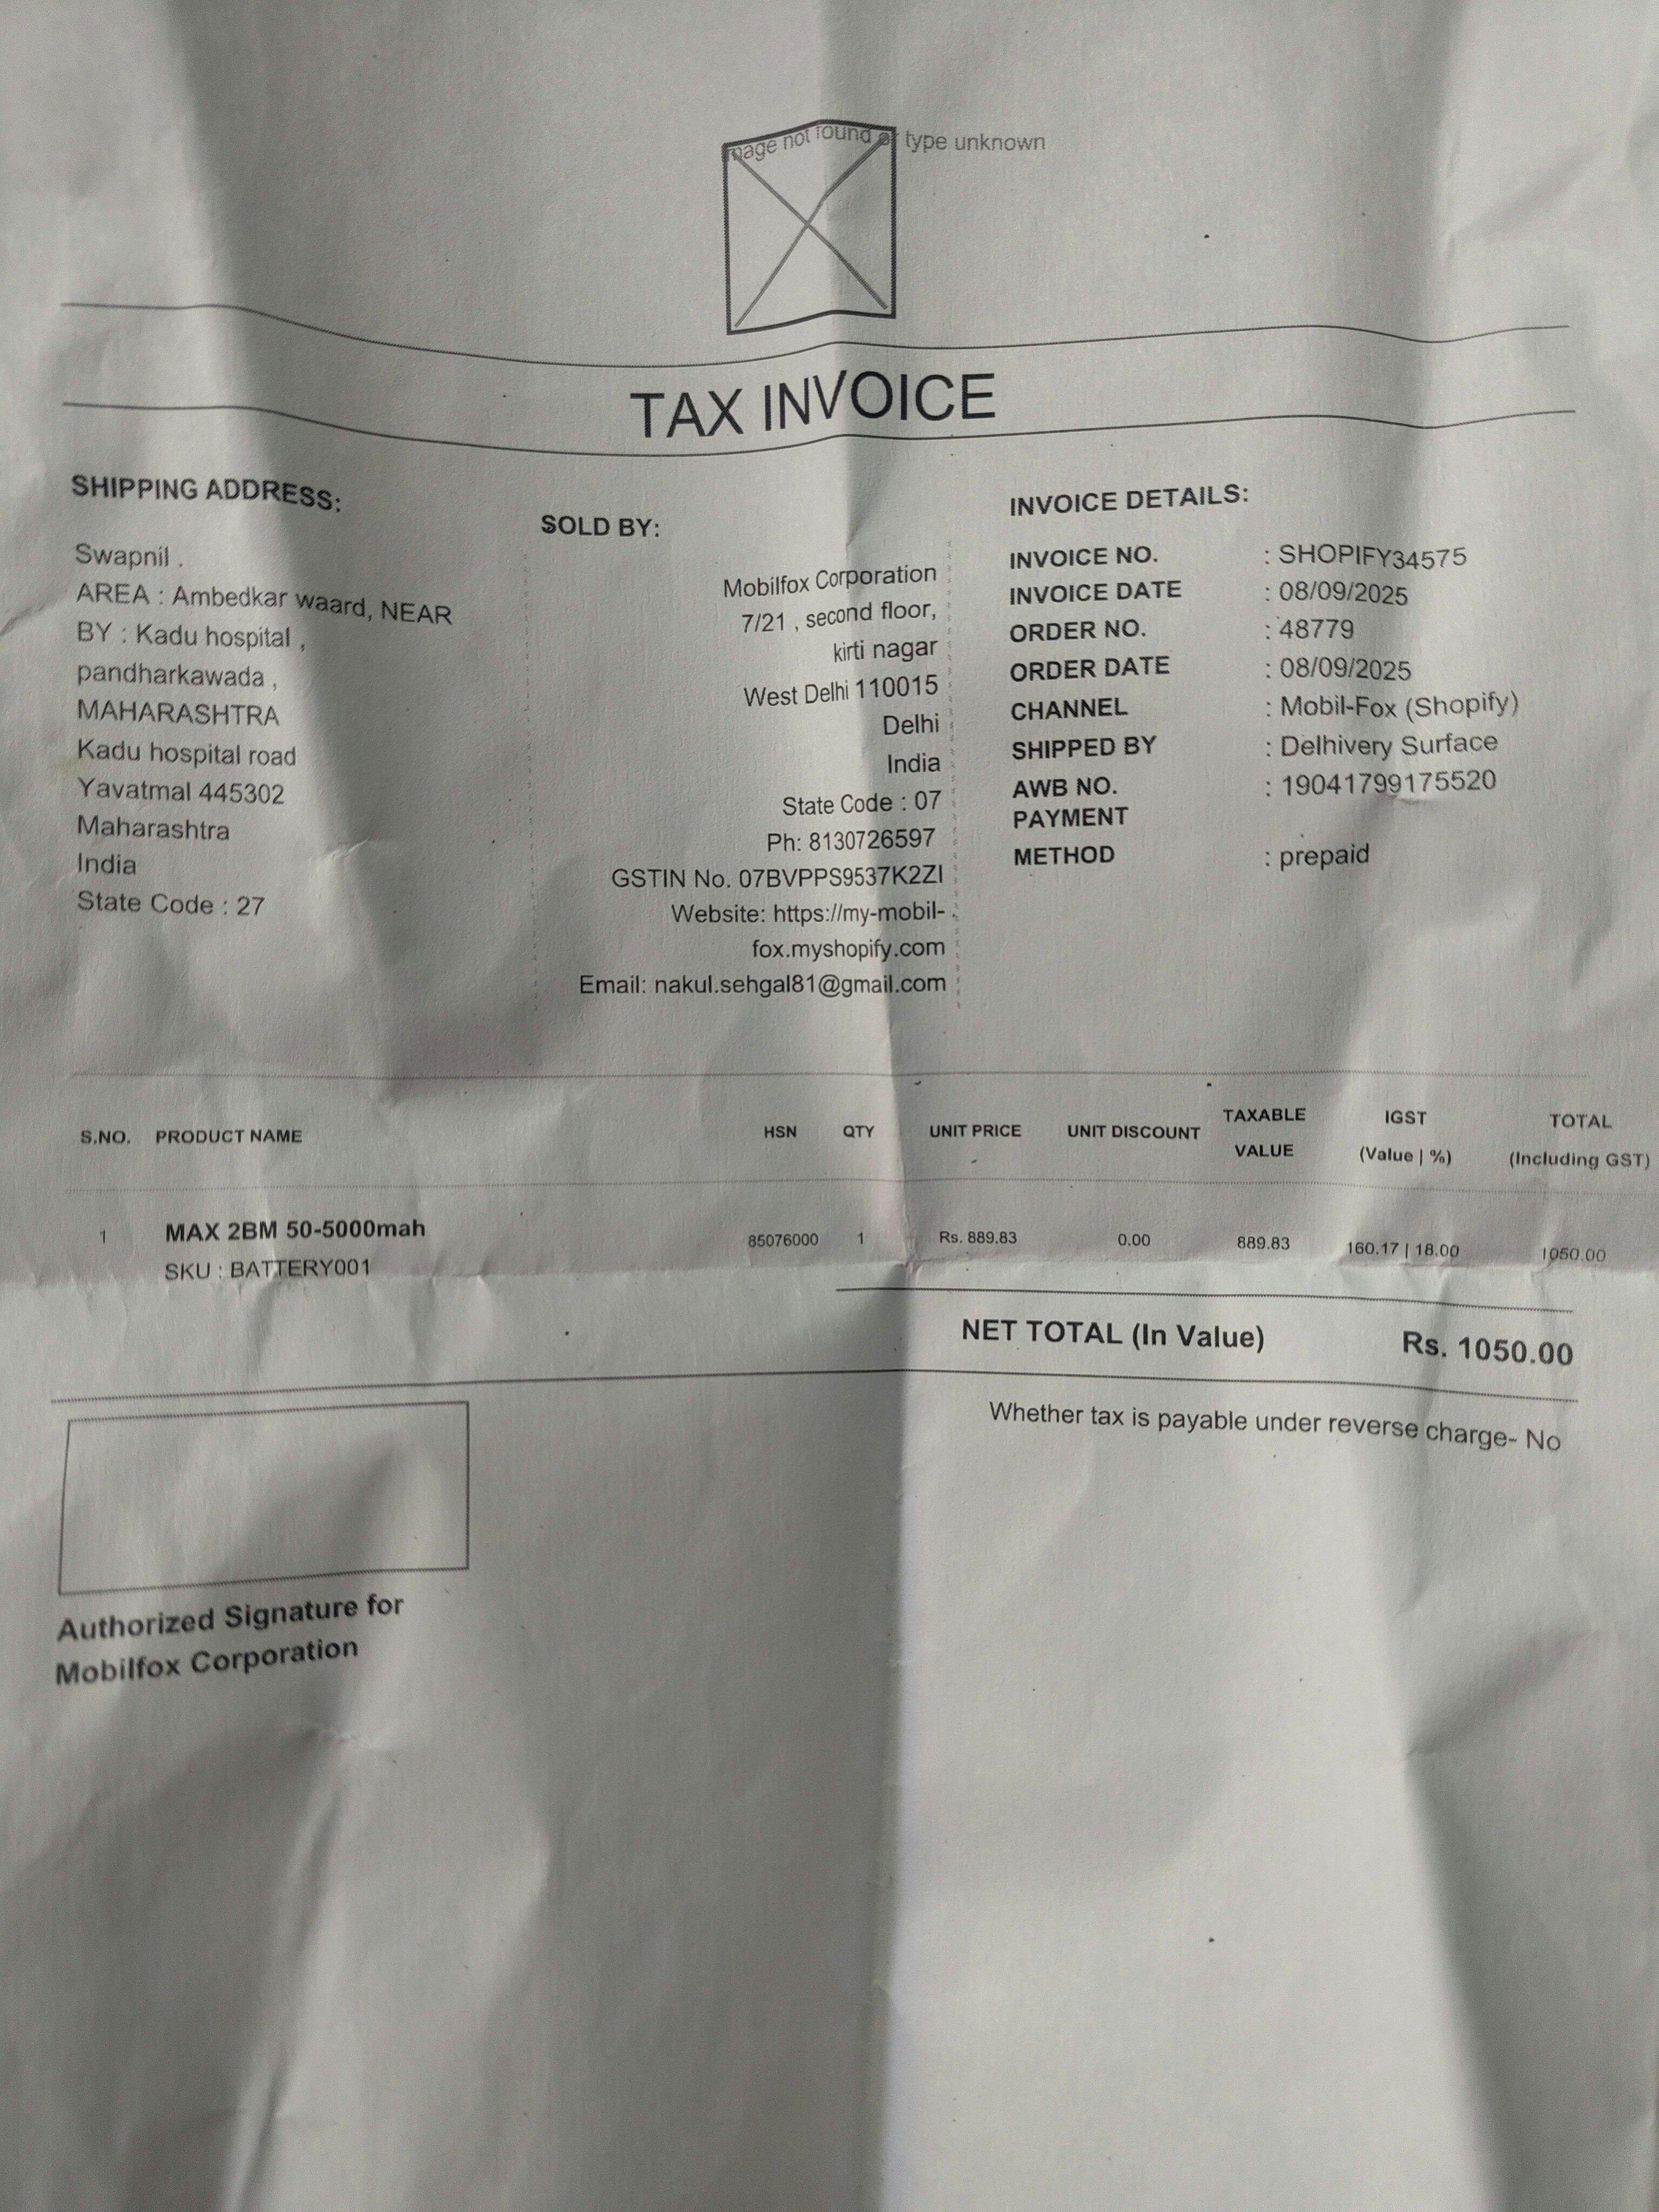 Image not found or type unknown
TAX INVOICE
SHIPPING ADDRESS:
Swapnil .
AREA : Ambedkar waard, NEAR
BY : Kadu hospital ,
pandharkawada ,
MAHARASHTRA
Kadu hospital road
Yavatmal 445302
Maharashtra
India
State Code : 27
SOLD BY:
Mobilfox Corporation
7/21 , second floor,
kirti nagar
West Delhi 110015
Delhi
India
State Code : 07
Ph: 8130726597
GSTIN No. 07BVPPS9537K2ZI
Website: https://my-mobil-
fox.myshopify.com
Email: nakul.sehgal81@gmail.com
INVOICE DETAILS:
INVOICE NO. : SHOPIFY34575
INVOICE DATE : 08/09/2025
ORDER NO. : 48779
ORDER DATE : 08/09/2025
CHANNEL : Mobil-Fox (Shopify)
SHIPPED BY : Delhivery Surface
AWB NO. : 19041799175520
PAYMENT
METHOD : prepaid
S.NO. PRODUCT NAME HSN QTY UNIT PRICE UNIT DISCOUNT TAXABLE VALUE IGST (Value | %) TOTAL (Including GST)
1 MAX 2BM 50-5000mah 85076000 1 Rs. 889.83 0.00 889.83 160.17 | 18.00 1050.00
SKU : BATTERY001
NET TOTAL (In Value) Rs. 1050.00
Whether tax is payable under reverse charge- No
Authorized Signature for
Mobilfox Corporation